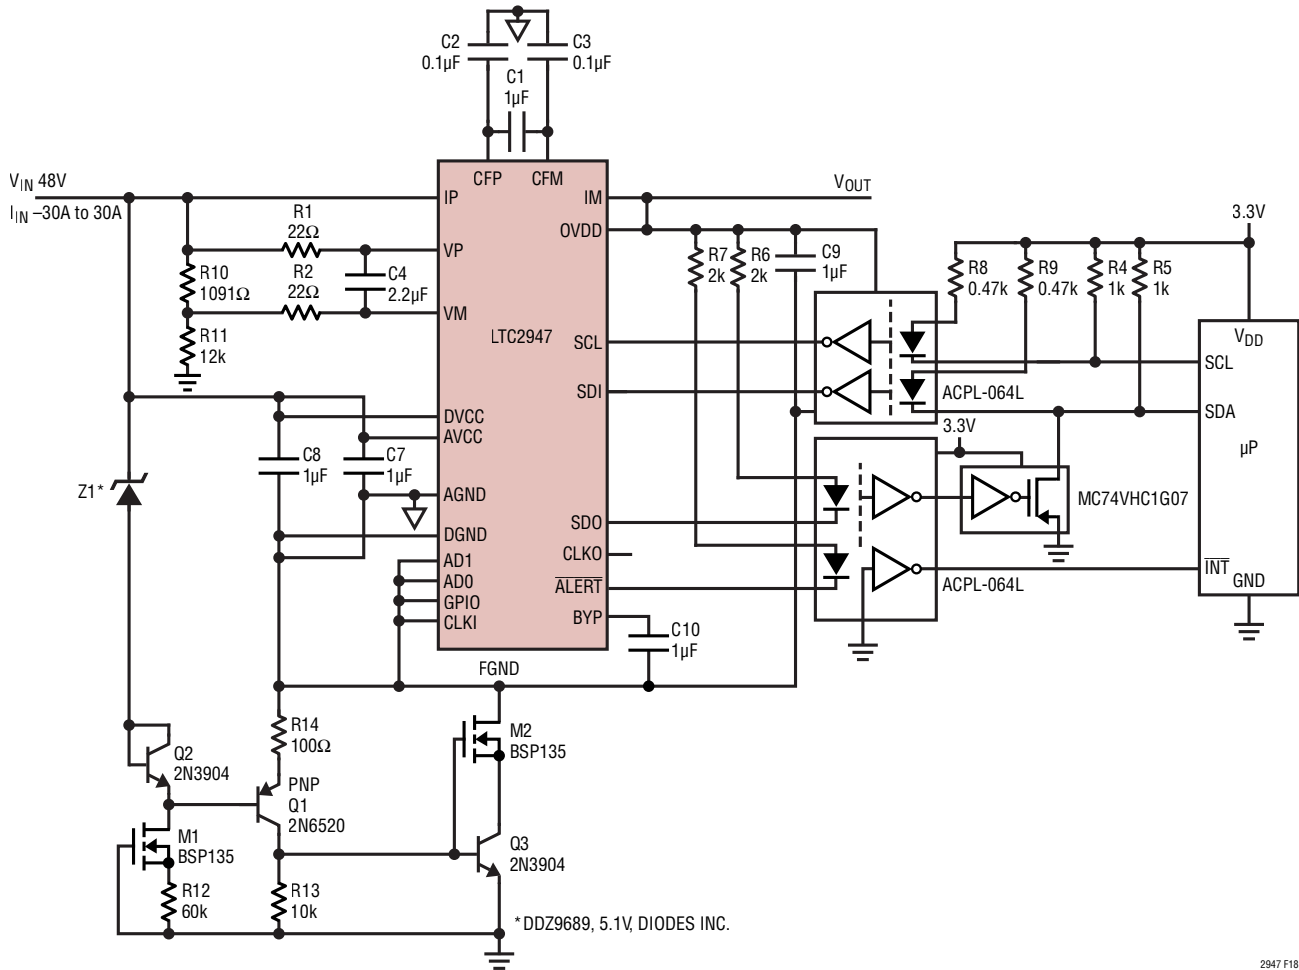 C2
0.1µF
C3
0.1µF
C1
1µF
CFP
CFM
VIN 48V
IIN –30A to 30A
IP
IM
VOUT
R1
22Ω
VP
OVDD
3.3V
R10
1091Ω
R2
22Ω
C4
2.2µF
R7
2k
R6
2k
C9
1µF
R8
0.47k
R9
0.47k
R4
1k
R5
1k
VM
R11
12k
LTC2947
SCL
VDD
SCL
SDI
ACPL-064L
DVCC
AVCC
SDA
3.3V
µP
C8
1µF
C7
1µF
Z1*
AGND
MC74VHC1G07
DGND
SDO
CLKO
AD1
AD0
GPIO
CLKI
ALERT
BYP
ACPL-064L
INT
GND
C10
1µF
FGND
R14
100Ω
M2
BSP135
Q2
2N3904
PNP
Q1
2N6520
M1
BSP135
Q3
2N3904
R12
60k
R13
10k
*DDZ9689, 5.1V, DIODES INC.
2947 F18